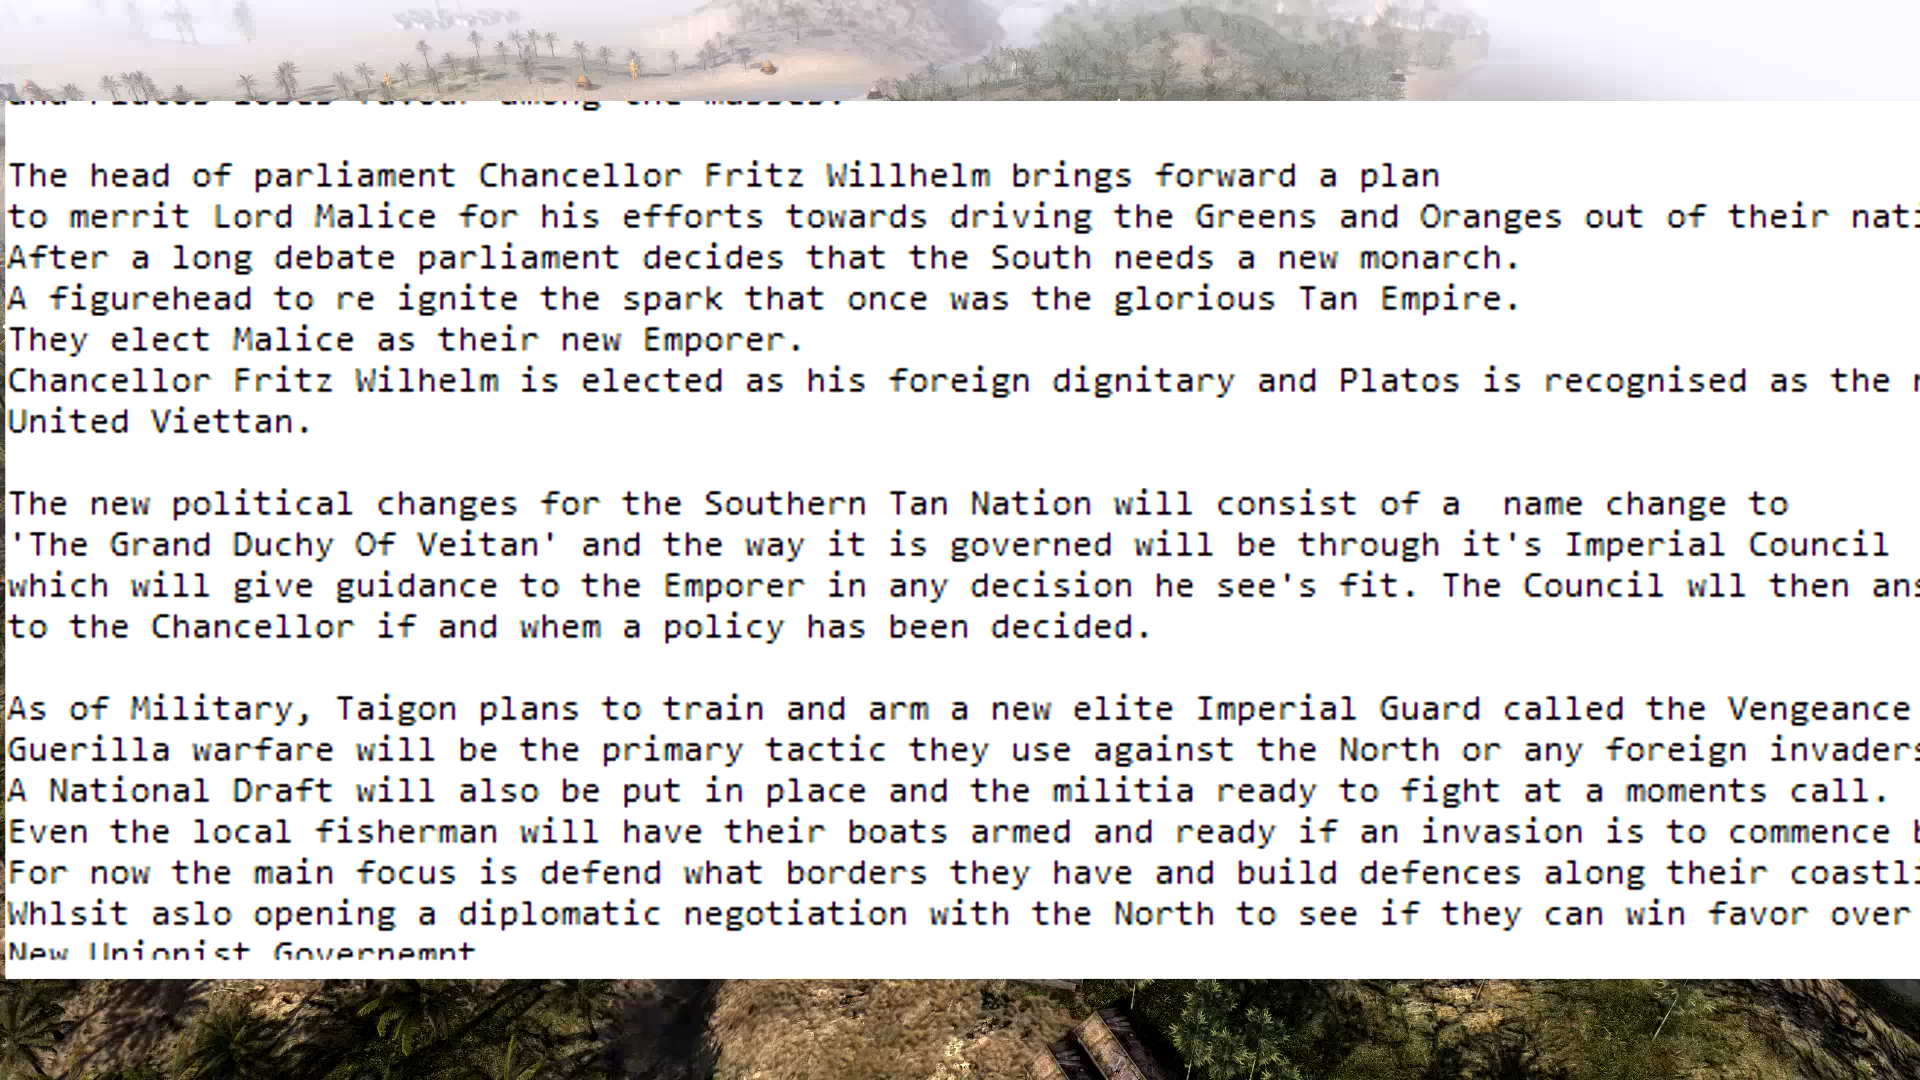 and Platos loses favour among the masses.
The head of parliament Chancellor Fritz Willhelm brings forward a plan
to merrit Lord Malice for his efforts towards driving the Greens and Oranges out of their
After a long debate parliament decides that the South needs a new monarch.
A figurehead to re ignite the spark that once was the glorious Tan Empire.
They elect Malice as their new Emporer.
Chancellor Fritz Wilhelm is elected as his foreign dignitary and Platos is recognised as the
United Viettan.
The new political changes for the Southern Tan Nation will consist of a  name change to
'The Grand Duchy Of Veitan' and the way it is governed will be through it's Imperial Council
which will give guidance to the Emporer in any decision he see's fit. The Council wll then
to the Chancellor if and whem a policy has been decided.
As of Military, Taigon plans to train and arm a new elite Imperial Guard called the Vengeance
Guerilla warfare will be the primary tactic they use against the North or any foreign invaders
A National Draft will also be put in place and the militia ready to fight at a moments call.
Even the local fisherman will have their boats armed and ready if an invasion is to commence
For now the main focus is defend what borders they have and build defences along their
Whlsit aslo opening a diplomatic negotiation with the North to see if they can win favor over
New Unionist Governemnt